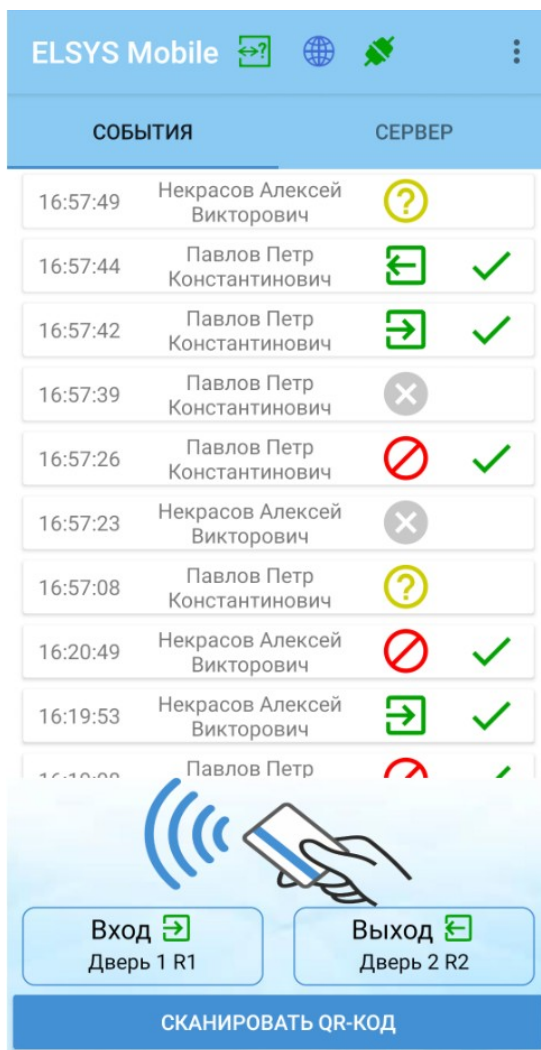 ELSYS Mobile
СОБЫТИЯ
СЕРВЕР
16:57:49
Некрасов Алексей
Викторович
16:57:44
Павлов Петр
Константинович
16:57:42
Павлов Петр
Константинович
16:57:39
Павлов Петр
Константинович
16:57:26
Павлов Петр
Константинович
16:57:23
Некрасов Алексей
Викторович
16:57:08
Павлов Петр
Константинович
16:20:49
Некрасов Алексей
Викторович
16:19:53
Некрасов Алексей
Викторович
Павлов Петр
Вход
Дверь 1 R1
Выход
Дверь 2 R2
СКАНИРОВАТЬ QR-КОД